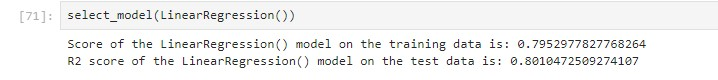 [71]: select_model(LinearRegression())
Score of the LinearRegression() model on the training data is: 0.7952977827768264
R2 score of the LinearRegression() model on the test data is: 0.8010472509274107